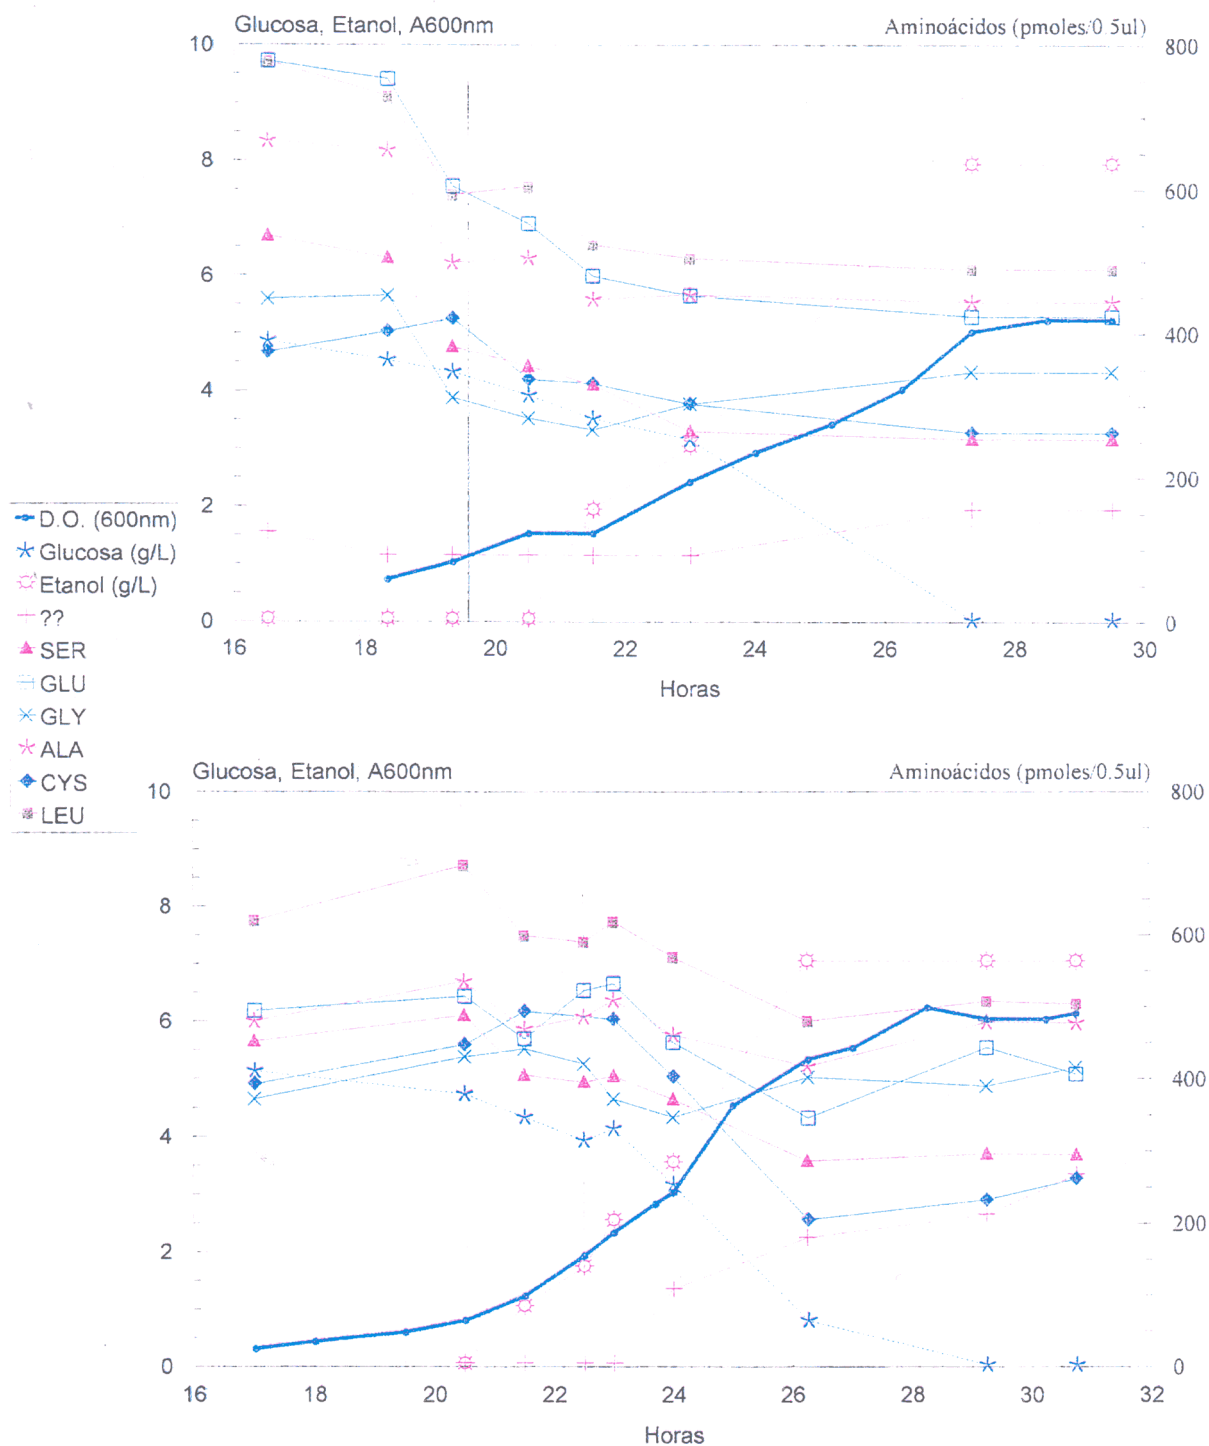 Glucosa, Etanol, A600nm
Aminoácidos (pmoles/0.5ul)
10
8
6
4
2
0
800
600
400
200
0
16 18 20 22 24 26 28 30
Horas
D.O. (600nm)
Glucosa (g/L)
Etanol (g/L)
??
SER
GLU
GLY
ALA
CYS
LEU
Glucosa, Etanol, A600nm
Aminoácidos (pmoles/0.5ul)
10
8
6
4
2
0
800
600
400
200
0
16 18 20 22 24 26 28 30 32
Horas